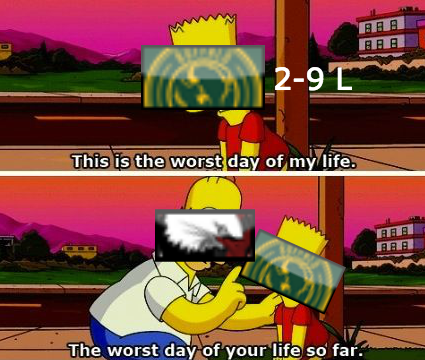 2-9 L
This is the worst day of my life.
The worst day of your life so far.